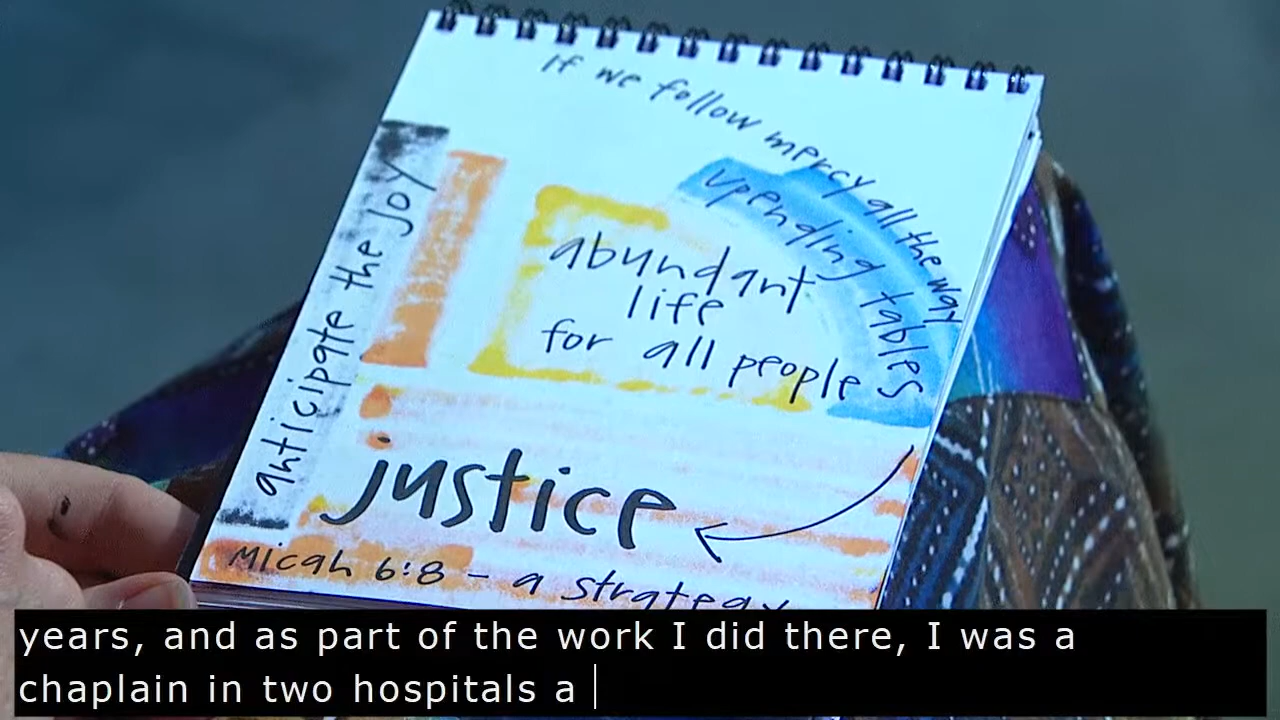 If we follow mercy all the way
upending tables
anticipate the joy
abundant
life
for all people
justice
Micah 6:8 - a strategy
years, and as part of the work I did there, I was a
chaplain in two hospitals a